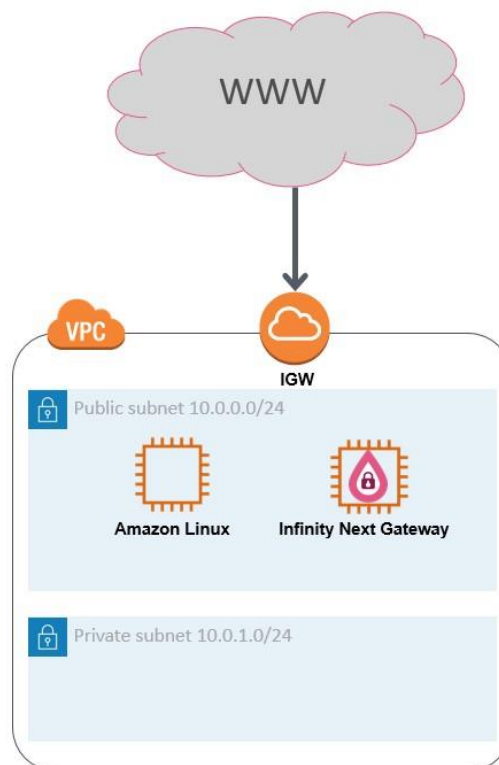 WWW
VPC
IGW
Public subnet 10.0.0.0/24
Amazon Linux
Infinity Next Gateway
Private subnet 10.0.1.0/24